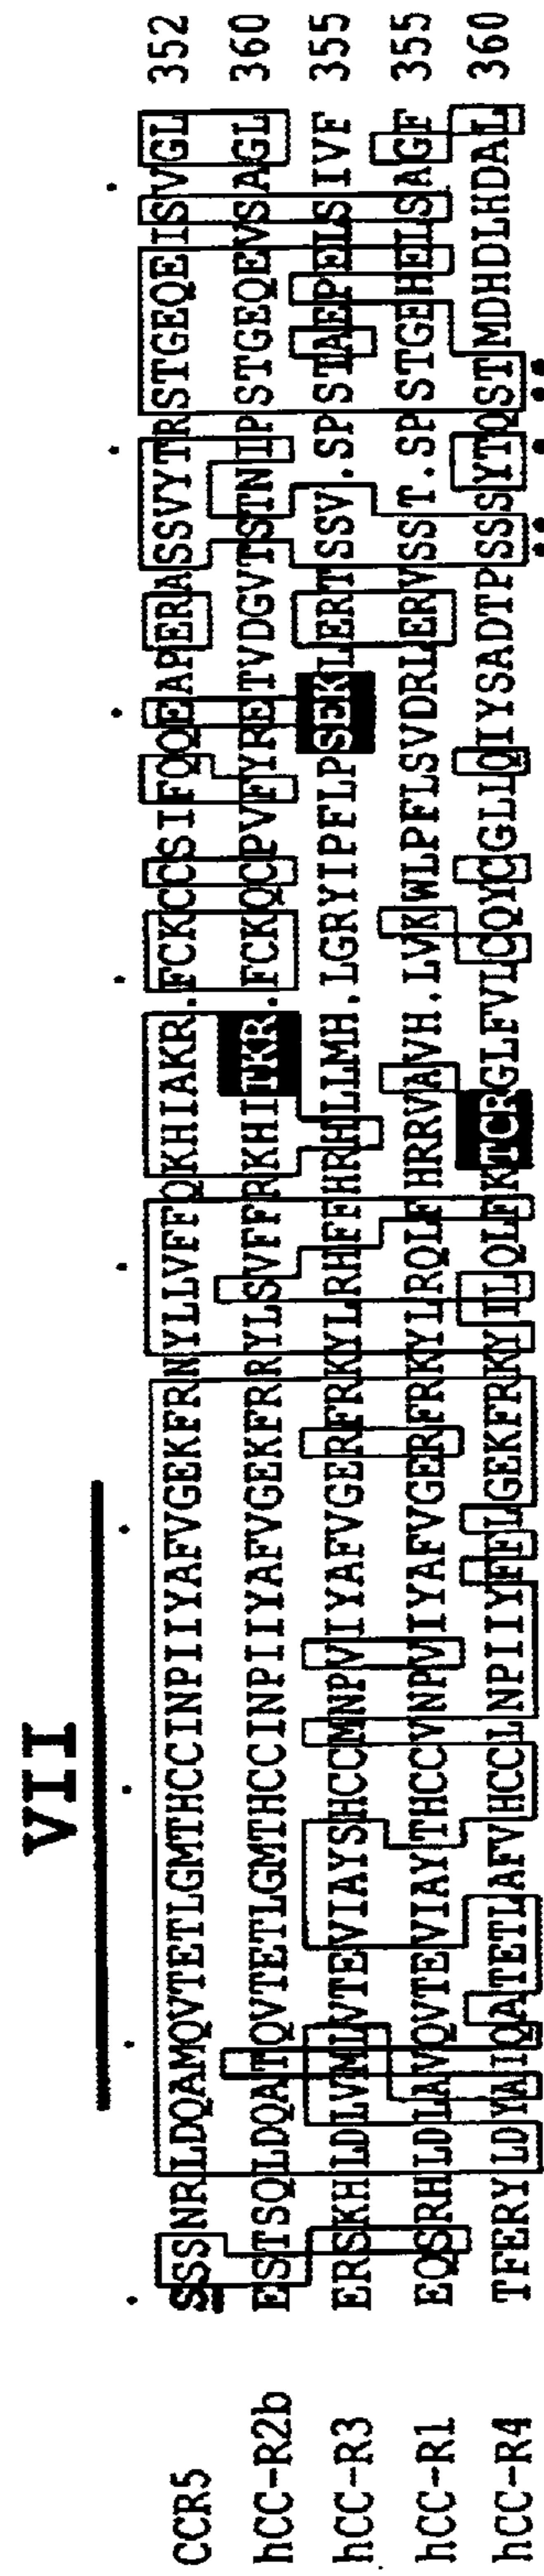 VII
CCR5 SSSNRLDQAMQVTETLGMTHCCINPIIYAFVGEKFRNYLLVFFQKHIAKR.FCKCCSIFQQEAPERASSVYTRSTGEQEISVGL 352
hCC-R2b ESTSQLDQATQVTETLGMTHCCINPIIYAFVGEKFRRYLSVFFRKHITKR.FCKQCPVFYRETVDGVTSTNIPSTGEQEVSAGL 360
hCC-R3 ERSKHLDLVMLVTEVIAYSHCCMNPVIYAFVGERFRKYLRHFFHRHLLMH.LGRYIPFLPSEKLERTSSV.SPSTAEPELSIVF 355
hCC-R1 EQSRHLDLAVQVTEVIAYTHCCVNPVIYAFVGERFRKYLRQLFHRRVAVH.LVKWLPFLSVDRLERVSST.SPSTGEHELSAGF 355
hCC-R4 TFERYLDYAIQATETLAFVHCCLNPIIYFFLGEKFRKYILQLFKTCRGLFVLCQYCGLLQIYSADTPSSSYTQSTMDHDLHDAL 360